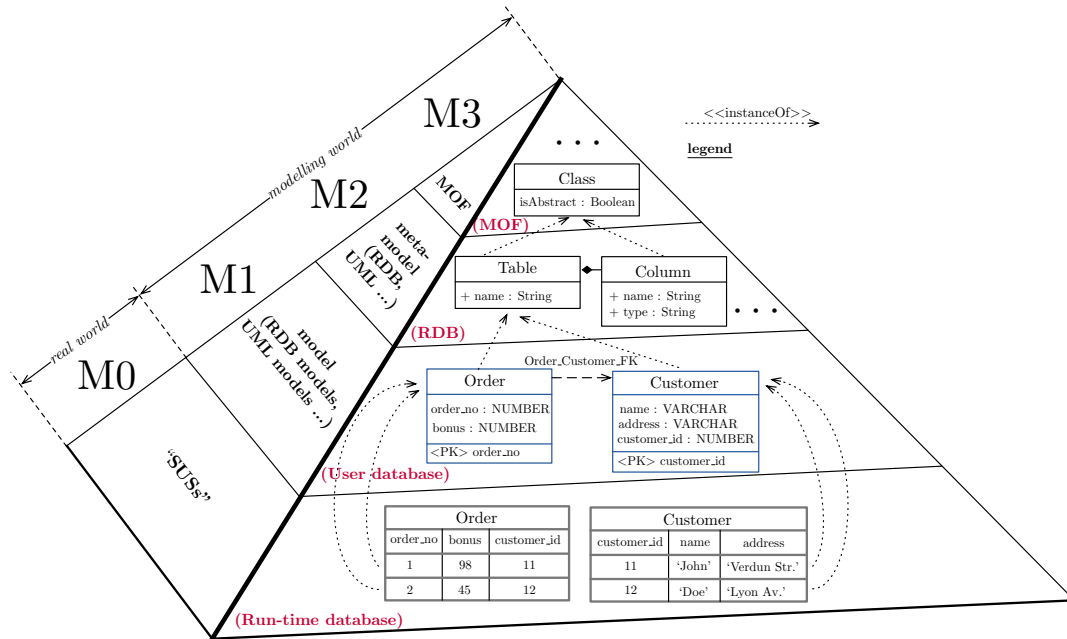 M3
M2
M1
M0
modelling world
real world
MOF
meta-
model
(RDB,
UML ...)
model
(RDB models,
UML models ...)
“SUSs”
<<instanceOf>>
legend
. . .
Class
isAbstract : Boolean
(MOF)
Table
+ name : String
Column
+ name : String
+ type : String
. . .
(RDB)
Order_Customer_FK
Order
order_no : NUMBER
bonus : NUMBER
<PK> order_no
Customer
name : VARCHAR
address : VARCHAR
customer_id : NUMBER
<PK> customer_id
(User database)
Order
order_no bonus customer_id
1 98 11
2 45 12
Customer
customer_id name address
11 ‘John’ ‘Verdun Str.’
12 ‘Doe’ ‘Lyon Av.’
(Run-time database)